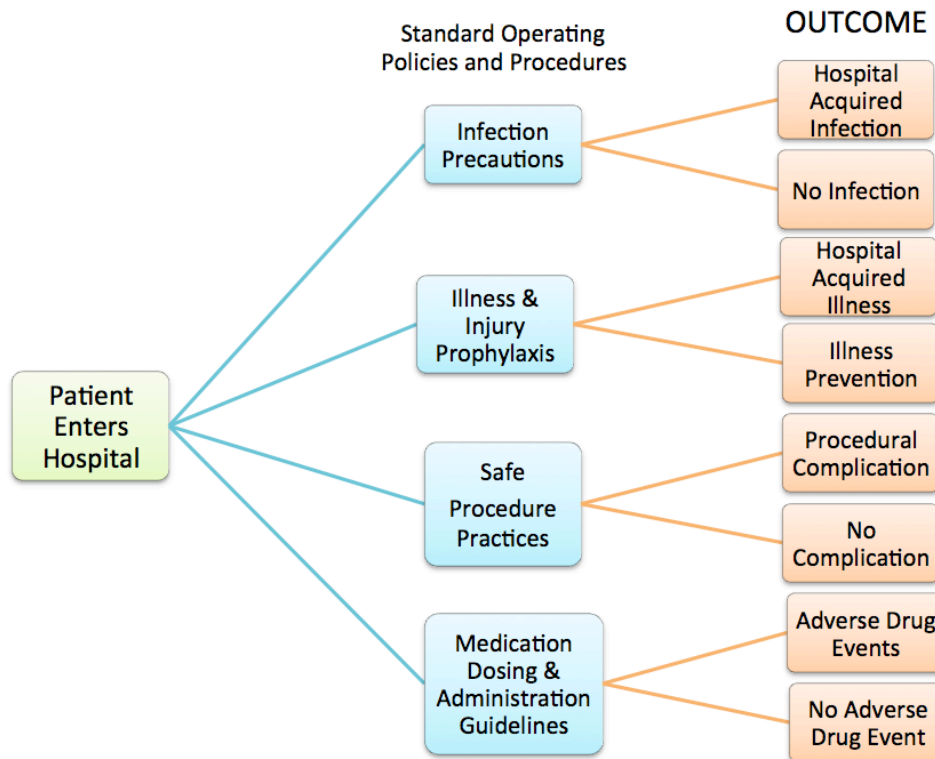 OUTCOME
Standard Operating
Policies and Procedures
Patient
Enters
Hospital
Infection
Precautions
Hospital
Acquired
Infection
No Infection
Illness &
Injury
Prophylaxis
Hospital
Acquired
Illness
Illness
Prevention
Safe
Procedure
Practices
Procedural
Complication
No
Complication
Medication
Dosing &
Administration
Guidelines
Adverse Drug
Events
No Adverse
Drug Event